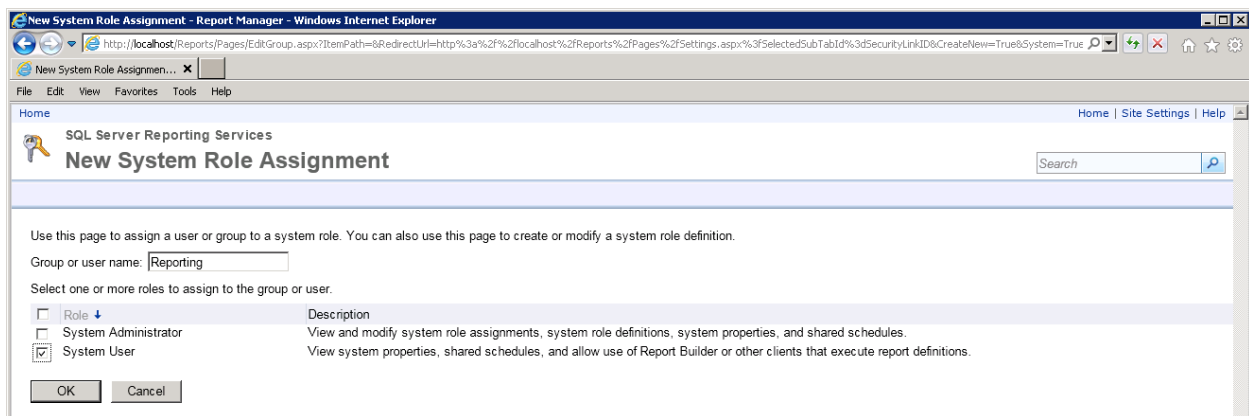 New System Role Assignment - Report Manager - Windows Internet Explorer
http://localhost/Reports/Pages/EditGroup.aspx?ItemPath=&RedirectUrl=http%3a%2f%2flocalhost%2fReports%2fPages%2fSettings.aspx%3fSelectedSubTabId%3dSecurityLinkID&CreateNew=True&System=True
New System Role Assignmen...
File Edit View Favorites Tools Help
Home
Home | Site Settings | Help
SQL Server Reporting Services
New System Role Assignment
Search
Use this page to assign a user or group to a system role. You can also use this page to create or modify a system role definition.
Group or user name: Reporting
Select one or more roles to assign to the group or user.
Role Description
System Administrator View and modify system role assignments, system role definitions, system properties, and shared schedules.
System User View system properties, shared schedules, and allow use of Report Builder or other clients that execute report definitions.
OK Cancel